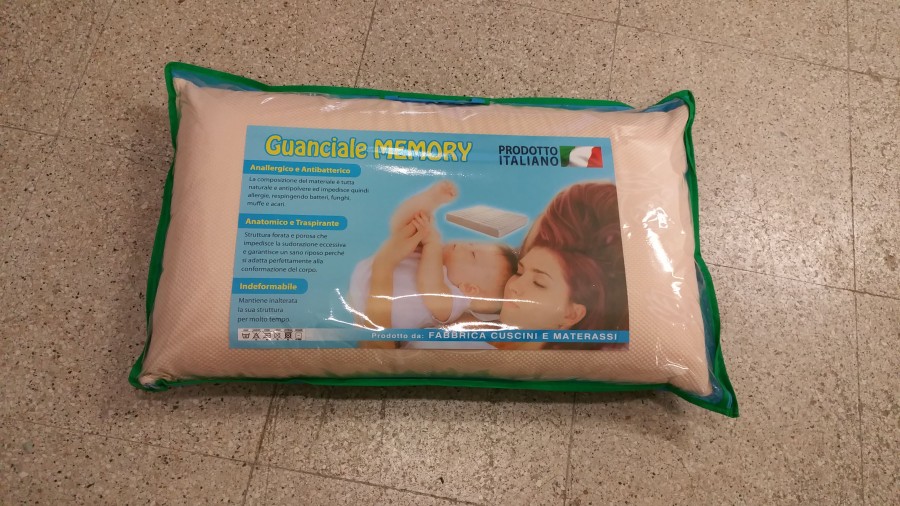 Guanciale MEMORY
PRODOTTO
ITALIANO
Anallergico e Antibatterico
La composizione del materiale è tutta
naturale e antipolvere ed impedisce quindi
allergio, respingendo batteri, funghi,
muffe e acari.
Anatomico e Traspirante
Struttura forata e porosa che
impedisce la sudorazione eccessiva
e garantisce un sano riposo perché
si adatta perfettamente alla
conformazione del corpo.
Indeformabile
Mantiene inalterata
la sua struttura
per molto tempo.
Prodotto da: FABBRICA CUSCINI E MATERASSI